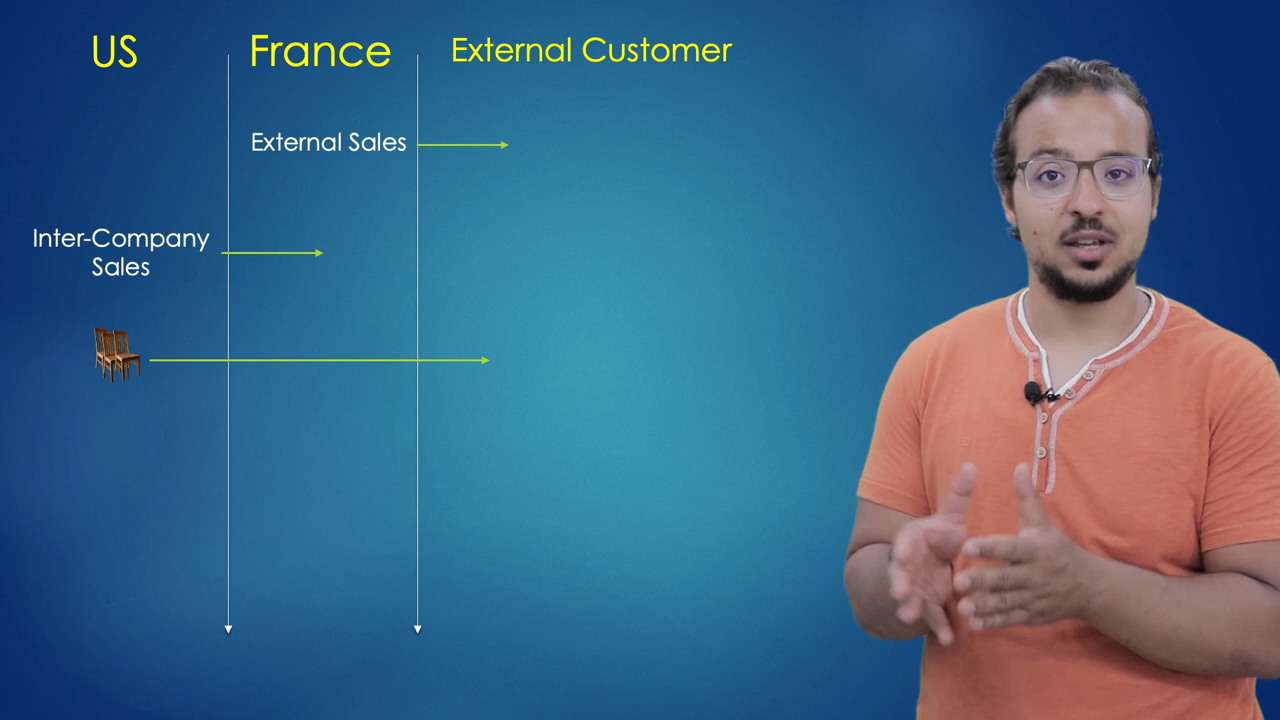 US
France
External Customer
External Sales
Inter-Company
Sales